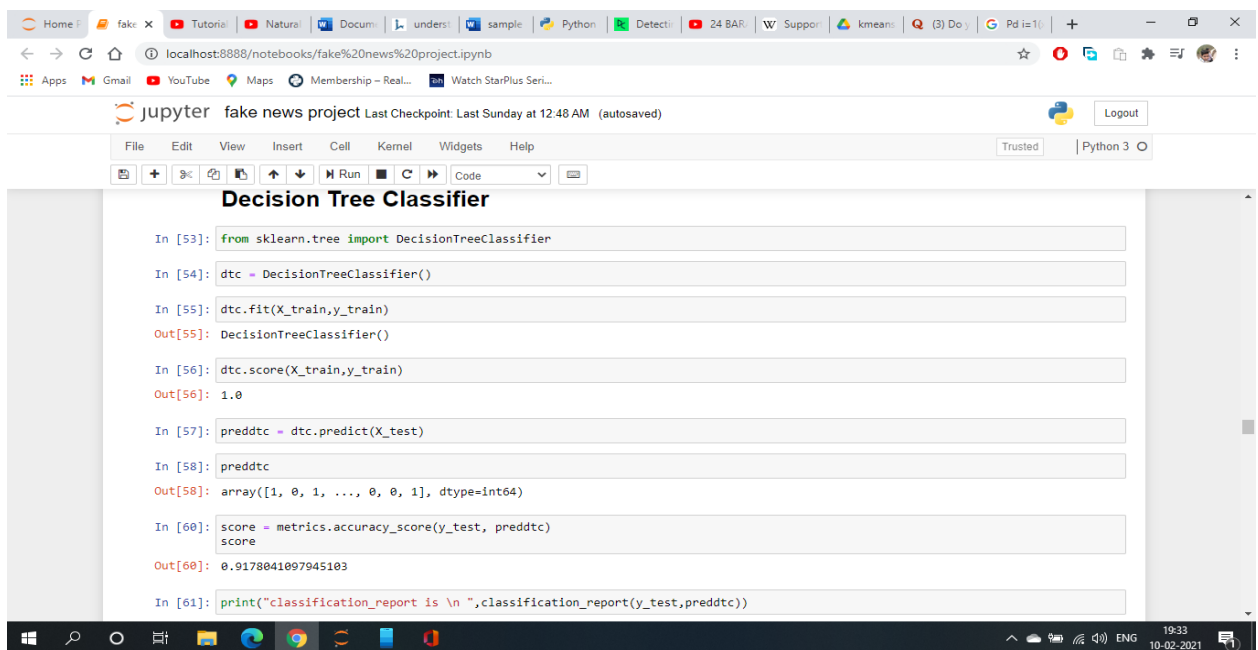 Home P fake Tutorial Natural Docume underst sample Python Detectin 24 BAR/ Support kmeans (3) Do y Pd i=1(
localhost:8888/notebooks/fake%20news%20project.ipynb
Apps Gmail YouTube Maps Membership – Real... Watch StarPlus Seri...
jupyter fake news project Last Checkpoint: Last Sunday at 12:48 AM (autosaved) Logout
File Edit View Insert Cell Kernel Widgets Help Trusted Python 3
Run Code
Decision Tree Classifier
In [53]: from sklearn.tree import DecisionTreeClassifier
In [54]: dtc = DecisionTreeClassifier()
In [55]: dtc.fit(X_train,y_train)
Out[55]: DecisionTreeClassifier()
In [56]: dtc.score(X_train,y_train)
Out[56]: 1.0
In [57]: preddtc = dtc.predict(X_test)
In [58]: preddtc
Out[58]: array([1, 0, 1, ..., 0, 0, 1], dtype=int64)
In [60]: score = metrics.accuracy_score(y_test, preddtc)
score
Out[60]: 0.9178041097945103
In [61]: print("classification_report is \n ",classification_report(y_test,preddtc))
ENG 19:33
10-02-2021